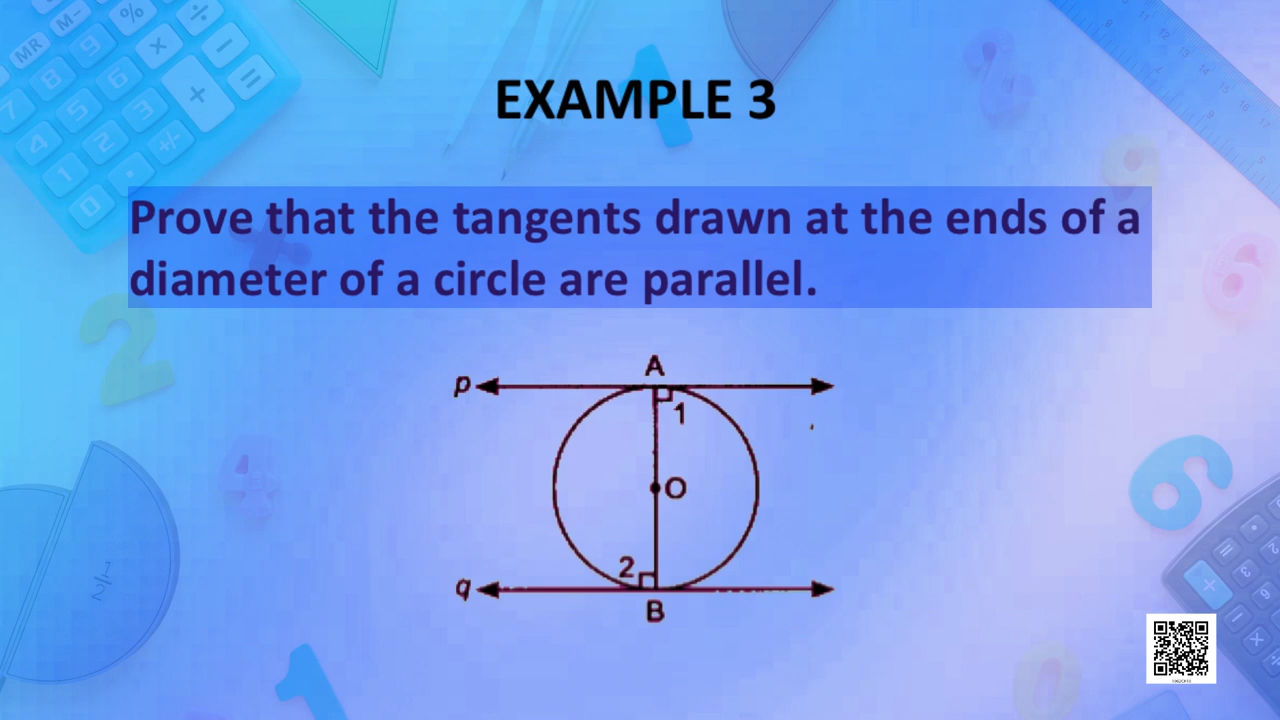 EXAMPLE 3
Prove that the tangents drawn at the ends of a
diameter of a circle are parallel.
A
p
1
O
2
q
B